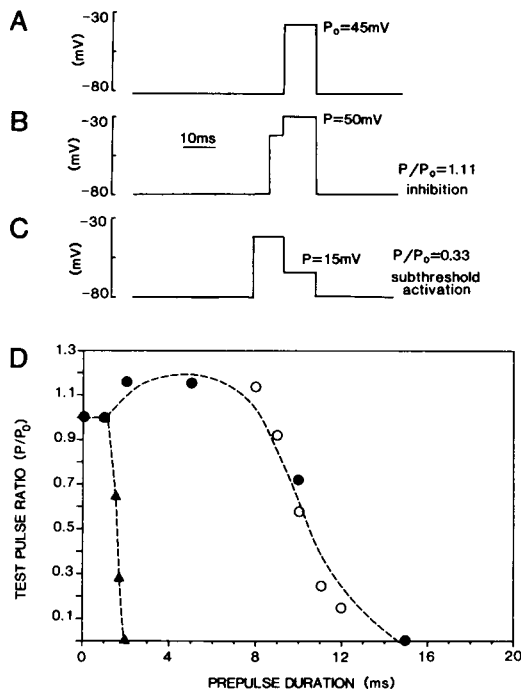 A
-30
(mV)
-80
P₀=45mV
B
-30
(mV)
-80
10ms
P=50mV
P/P₀=1.11
inhibition
C
-30
(mV)
-80
P=15mV
P/P₀=0.33
subthreshold
activation
D
TEST PULSE RATIO (P/P₀)
1.3
1.1
0.9
0.7
0.5
0.3
0.1
0 4 8 12 16 20
PREPULSE DURATION (ms)